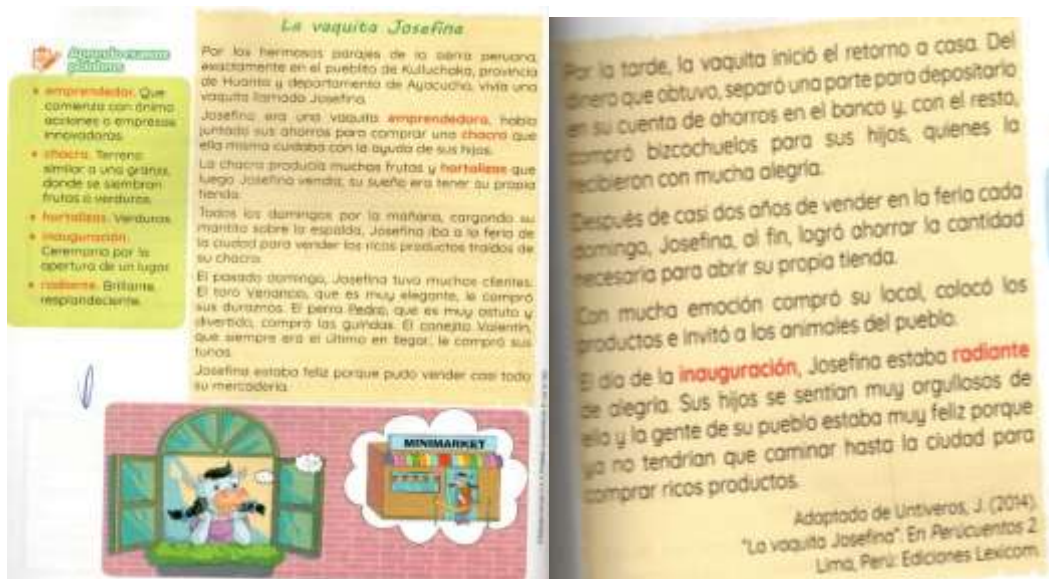 La vaquita Josefina
Aprendo nuevas
palabras
• emprendedor. Que
comienza con ánimo
acciones o empresas
innovadoras.
• chacra. Terreno
similar a una granja,
donde se siembran
frutas o verduras.
• hortalizas. Verduras.
• inauguración.
Ceremonia por la
apertura de un lugar.
• radiante. Brillante,
resplandeciente.
Por los hermosos parajes de la sierra peruana,
exactamente en el pueblito de Kulluchaka, provincia
de Huanta y departamento de Ayacucho, vivía una
vaquita llamada Josefina.
Josefina era una vaquita emprendedora, había
juntado sus ahorros para comprar una chacra que
ella misma cuidaba con la ayuda de sus hijos.
La chacra producía muchas frutas y hortalizas que
luego Josefina vendía; su sueño era tener su propia
tienda.
Todos los domingos por la mañana, cargando su
mantita sobre la espalda, Josefina iba a la feria de
la ciudad para vender los ricos productos traídos de
su chacra.
El pasado domingo, Josefina tuvo muchos clientes.
El toro Venancio, que es muy elegante, le compró
sus duraznos. El perro Pedro, que es muy astuto y
divertido, compró las guindas. El conejito Valentín,
que siempre era el último en llegar, le compró sus
tunas.
Josefina estaba feliz porque pudo vender casi toda
su mercadería.
MINIMARKET
Por la tarde, la vaquita inició el retorno a casa. Del
dinero que obtuvo, separó una parte para depositarlo
en su cuenta de ahorros en el banco y, con el resto,
compró bizcochuelos para sus hijos, quienes la
recibieron con mucha alegría.
Después de casi dos años de vender en la feria cada
domingo, Josefina, al fin, logró ahorrar la cantidad
necesaria para abrir su propia tienda.
Con mucha emoción compró su local, colocó los
productos e invitó a los animales del pueblo.
El día de la inauguración, Josefina estaba radiante
de alegría. Sus hijos se sentían muy orgullosos de
ella y la gente de su pueblo estaba muy feliz porque
ya no tendrían que caminar hasta la ciudad para
comprar ricos productos.
Adaptado de Untiveros, J. (2014).
"La vaquita Josefina". En Perúcuentos 2.
Lima, Perú: Ediciones Lexicom.